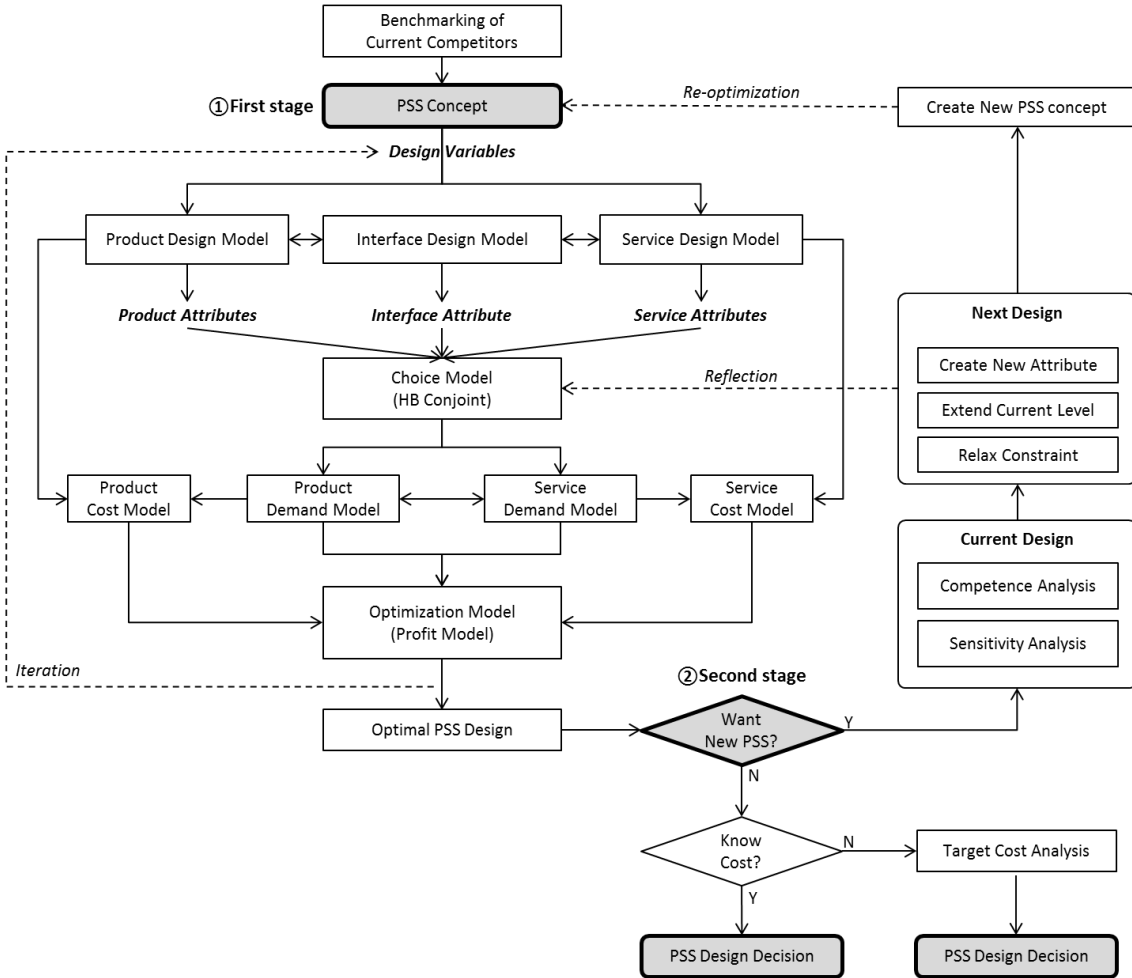 Benchmarking of
Current Competitors
①First stage
PSS Concept
Re-optimization
Create New PSS concept
Design Variables
Product Design Model
Interface Design Model
Service Design Model
Product Attributes
Interface Attribute
Service Attributes
Next Design
Create New Attribute
Extend Current Level
Relax Constraint
Choice Model
(HB Conjoint)
Reflection
Product
Cost Model
Product
Demand Model
Service
Demand Model
Service
Cost Model
Current Design
Competence Analysis
Sensitivity Analysis
Optimization Model
(Profit Model)
Iteration
②Second stage
Optimal PSS Design
Want
New PSS?
Y
N
Know
Cost?
N
Target Cost Analysis
Y
PSS Design Decision
PSS Design Decision